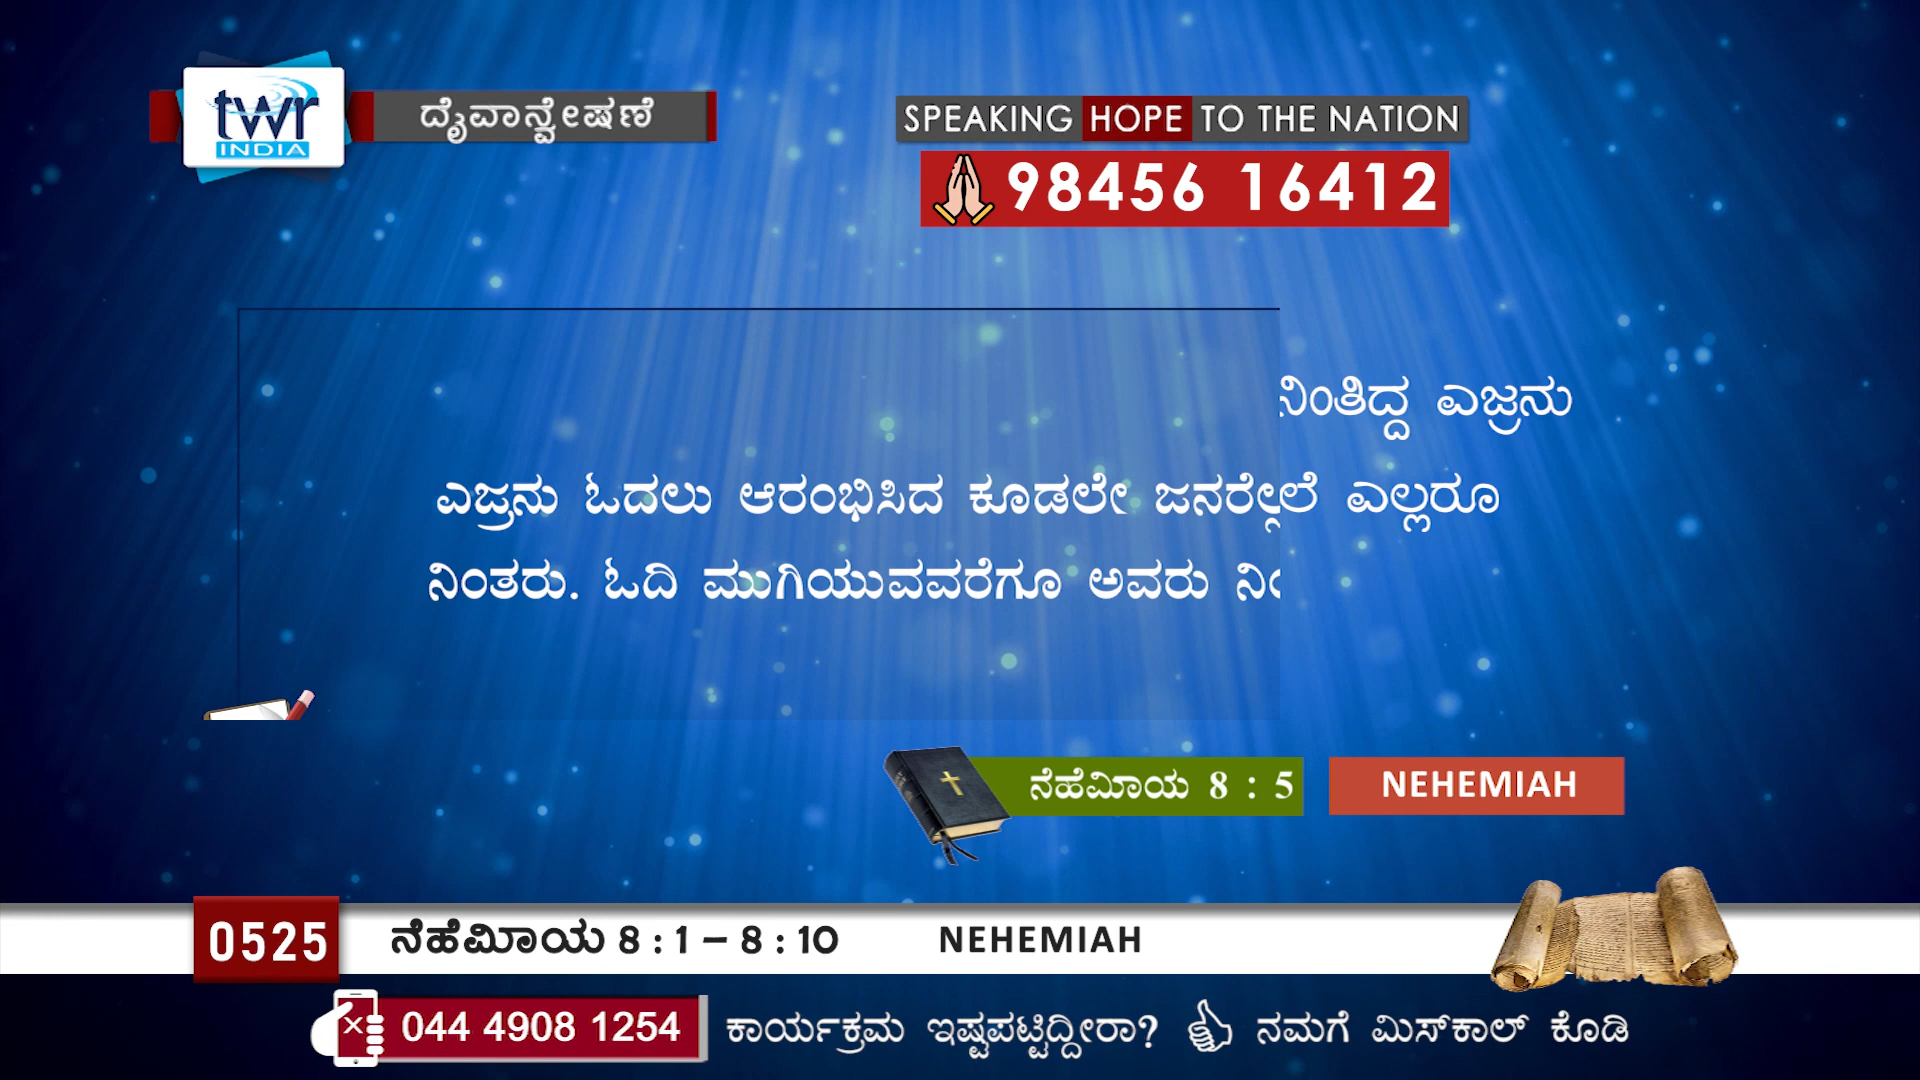 twr
INDIA
ದೈವಾನ್ವೇಷಣೆ
SPEAKING HOPE TO THE NATION
98456 16412
ನಿಂತಿದ್ದ ಎಜ್ರನು
ಎಜ್ರನು ಓದಲು ಆರಂಭಿಸಿದ ಕೂಡಲೇ ಎಲ್ಲರೂ
ನಿಂತರು. ಓದಿ ಮುಗಿಯುವವರೆಗೂ ಅವರು
ನೆಹೆಮಿಾಯ 8 : 5
NEHEMIAH
0525
ನೆಹೆಮಿಾಯ 8 : 1 – 8 : 10
NEHEMIAH
044 4908 1254
ಕಾರ್ಯಕ್ರಮ ಇಷ್ಟಪಟ್ಟಿದ್ದೀರಾ?
ನಮಗೆ ಮಿಸ್‌ಕಾಲ್ ಕೊಡಿ